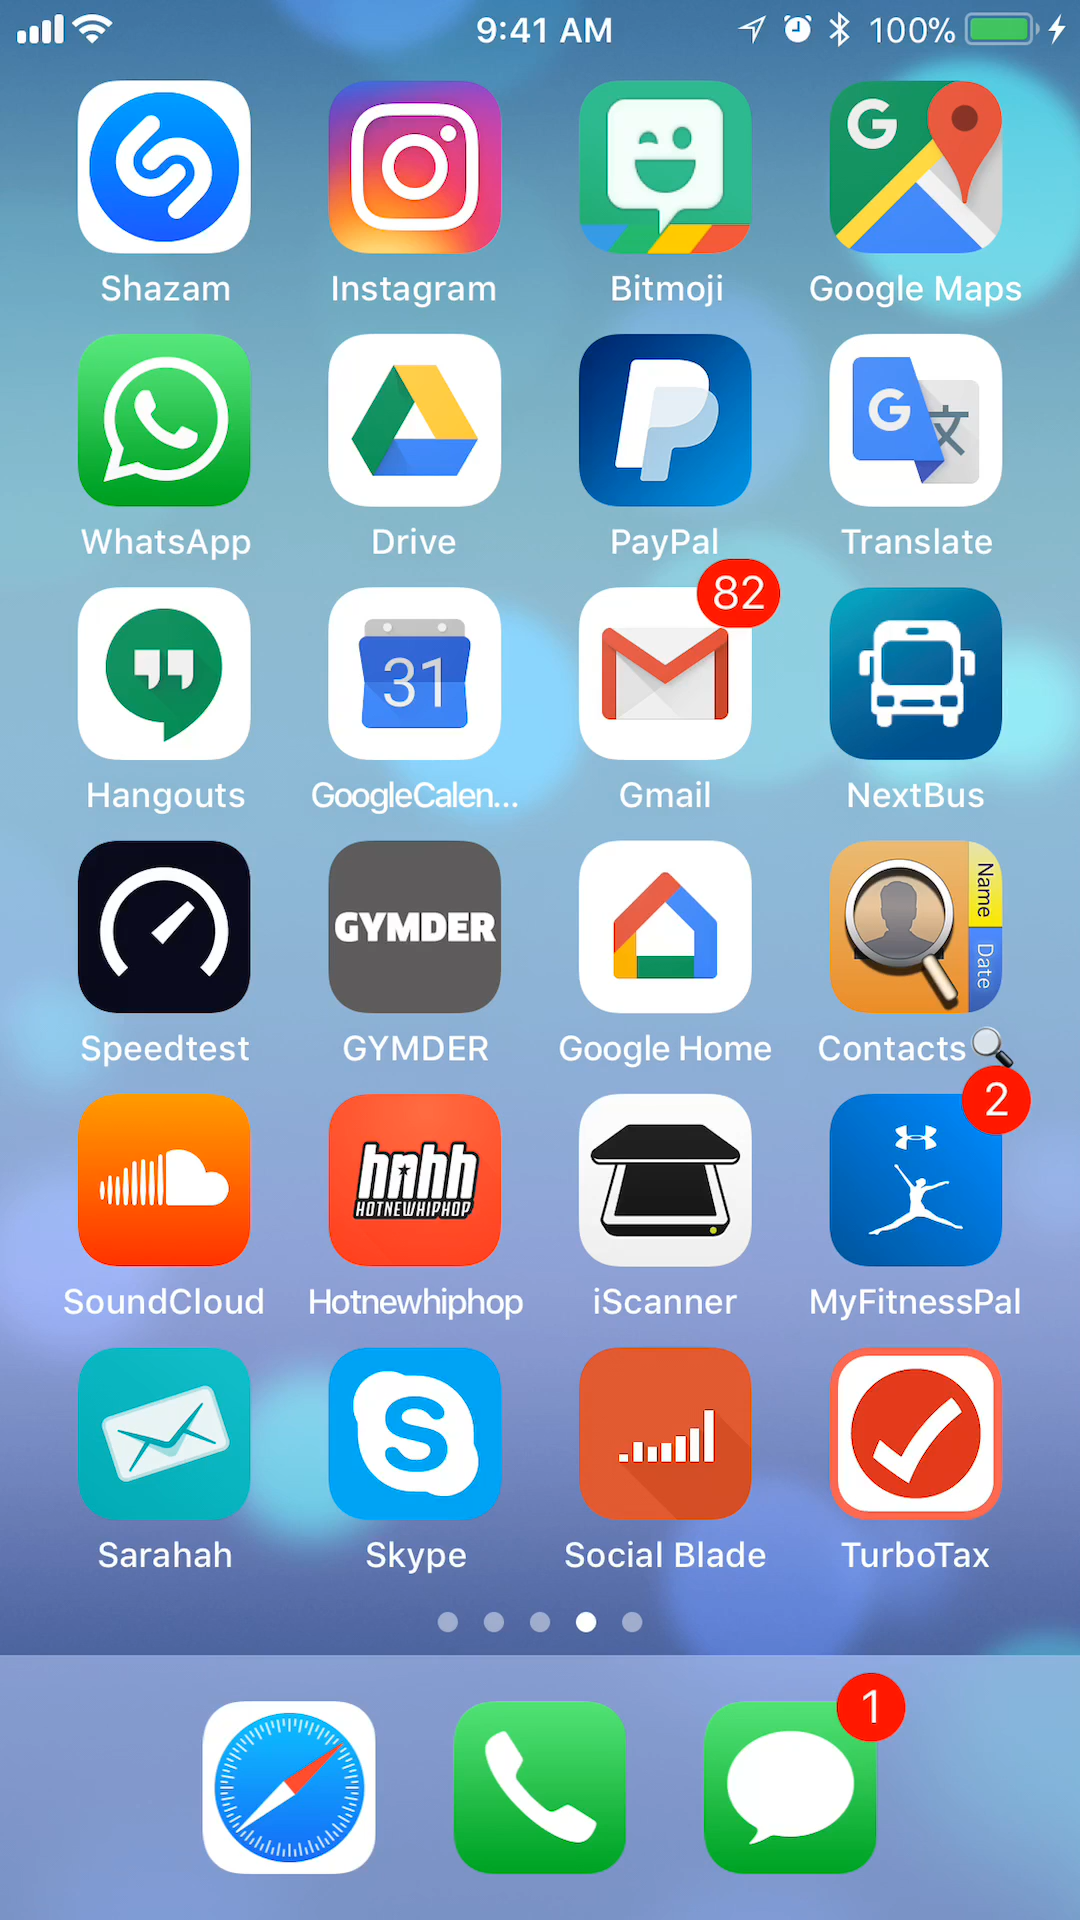 9:41 AM 100%
Shazam Instagram Bitmoji Google Maps
WhatsApp Drive PayPal Translate
82
31
Hangouts GoogleCalen... Gmail NextBus
GYMDER
Name
Date
Speedtest GYMDER Google Home Contacts🔍
2
hnhh
HOTNEWHIPHOP
SoundCloud Hotnewhiphop iScanner MyFitnessPal
Sarahah Skype Social Blade TurboTax
1